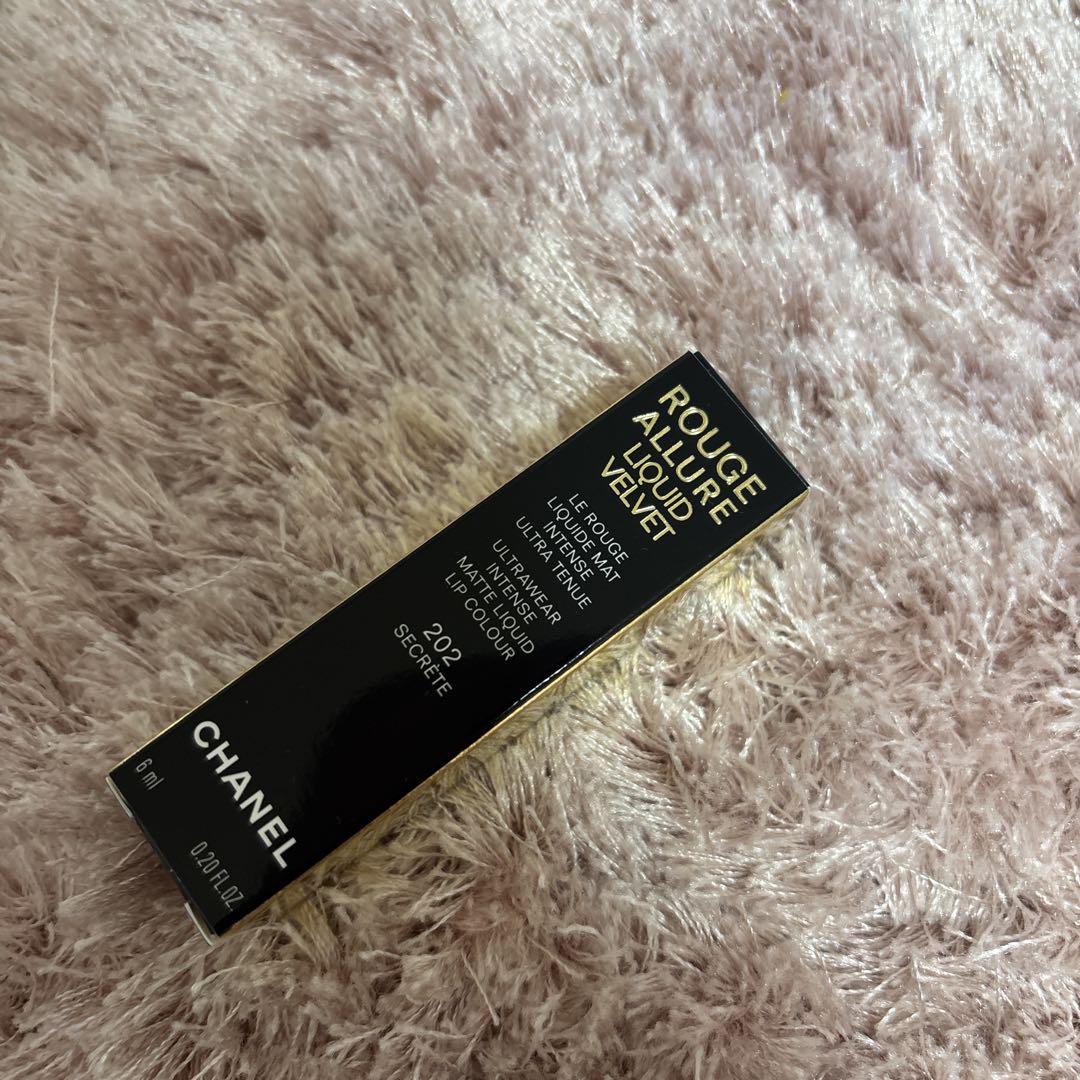 ROUGE
ALLURE
LIQUID
VELVET
LE ROUGE
LIQUIDE MAT
INTENSE
ULTRA TENUE
ULTRAWEAR
INTENSE
MATTE LIQUID
LIP COLOUR
202
SECRÈTE
CHANEL
6 ml
0.20 FL.OZ.